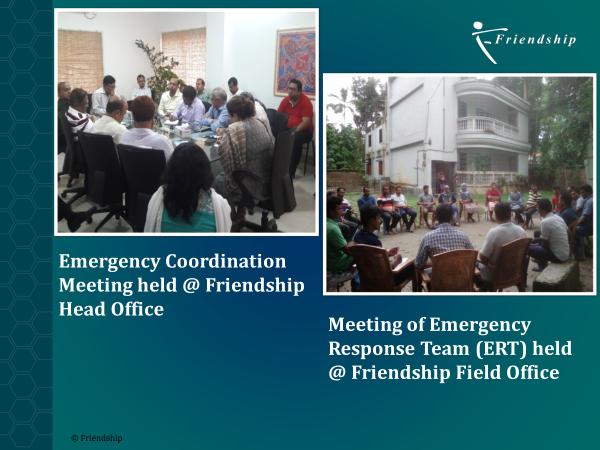 Friendship
Emergency Coordination
Meeting held @ Friendship
Head Office
Meeting of Emergency
Response Team (ERT) held
@ Friendship Field Office
© Friendship